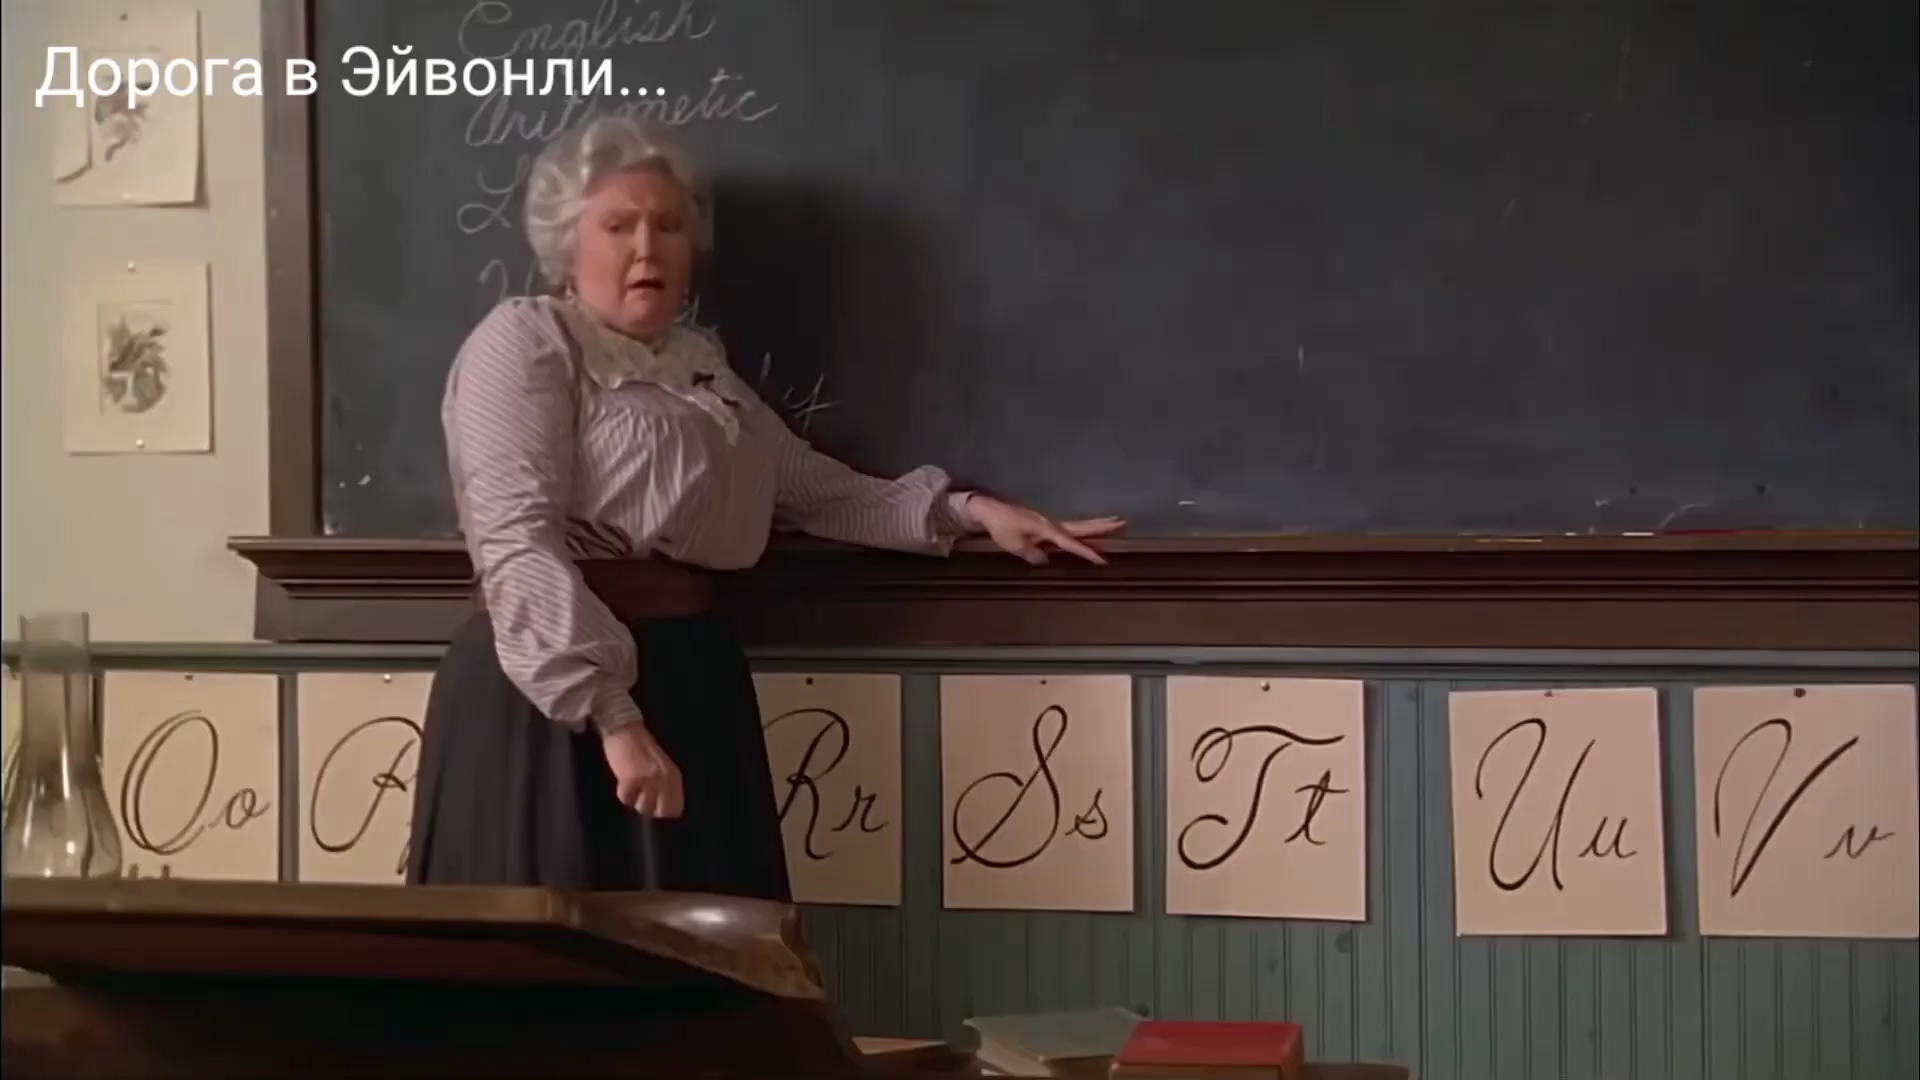 Дорога в Эйвонли...
English
Arithmetic
Oo
Rr
Ss
Tt
Uu
Vv